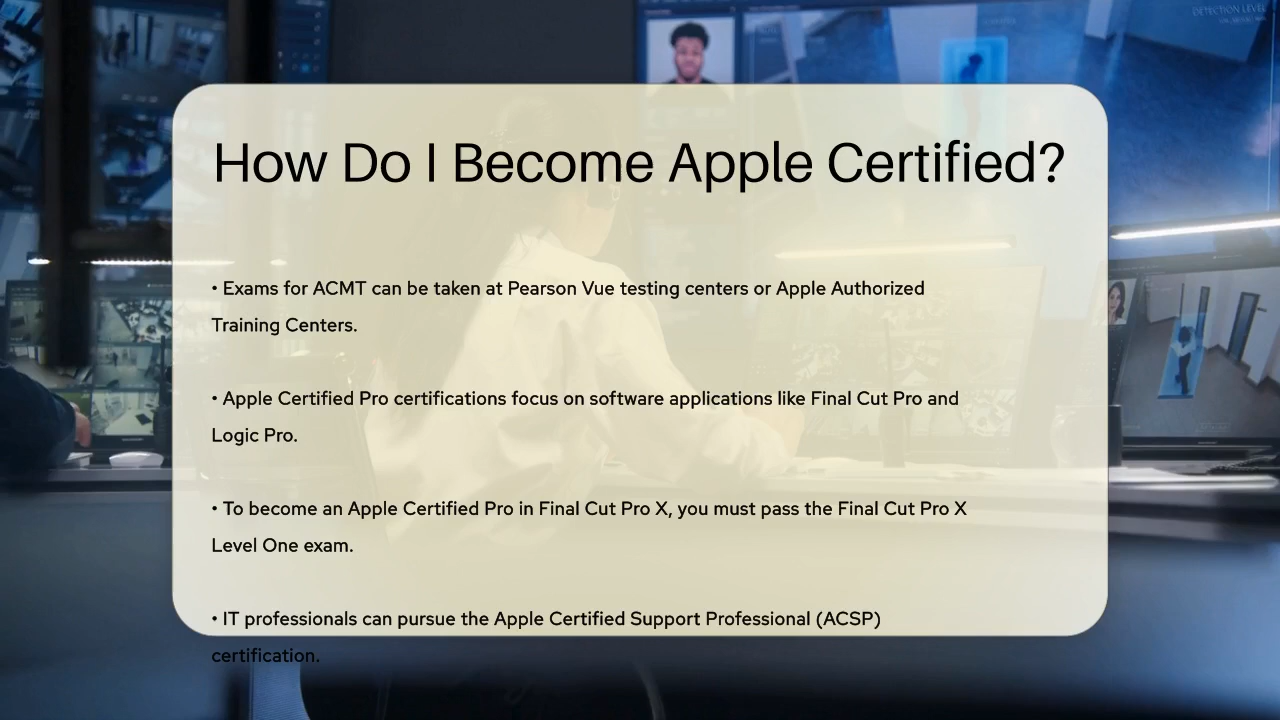 How Do I Become Apple Certified?
• Exams for ACMT can be taken at Pearson Vue testing centers or Apple Authorized
Training Centers.
• Apple Certified Pro certifications focus on software applications like Final Cut Pro and
Logic Pro.
• To become an Apple Certified Pro in Final Cut Pro X, you must pass the Final Cut Pro X
Level One exam.
• IT professionals can pursue the Apple Certified Support Professional (ACSP)
certification.
DETECTION LEVEL